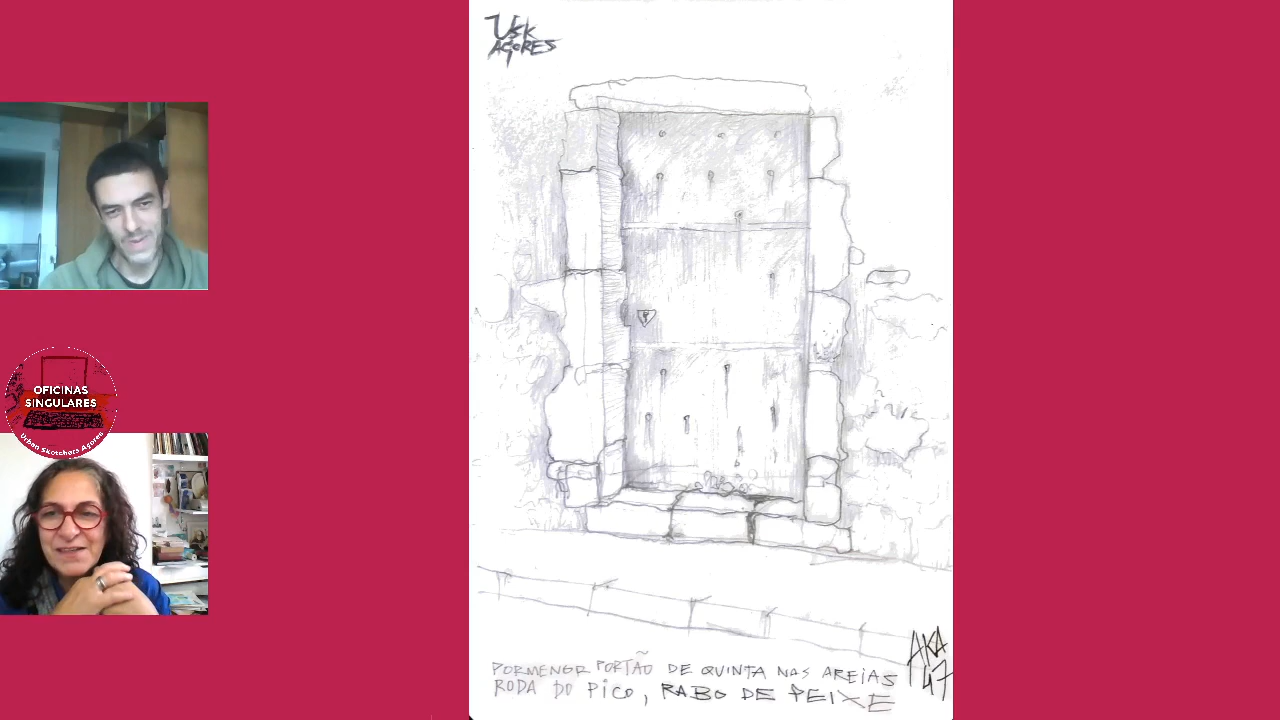 USK
AÇORES
OFICINAS
SINGULARES
Urban Sketchers Açores
PORMENOR PORTÃO DE QUINTA NAS AREIAS
RODA DO PICO, RABO DE PEIXE
AKA
47